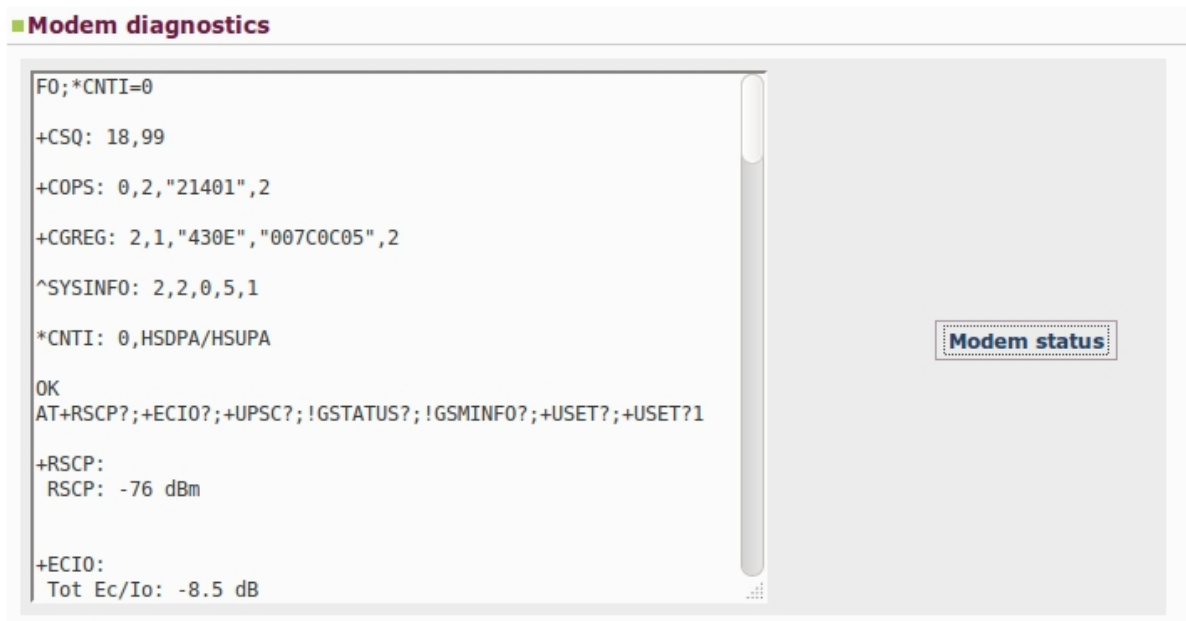 Modem diagnostics
FO;*CNTI=0
+CSQ: 18,99
+COPS: 0,2,"21401",2
+CGREG: 2,1,"430E","007C0C05",2
^SYSINFO: 2,2,0,5,1
*CNTI: 0,HSDPA/HSUPA
OK
AT+RSCP?;+ECIO?;+UPSC?;!GSTATUS?;!GSMINFO?;+USET?;+USET?1
+RSCP:
RSCP: -76 dBm
+ECIO:
Tot Ec/Io: -8.5 dB
Modem status